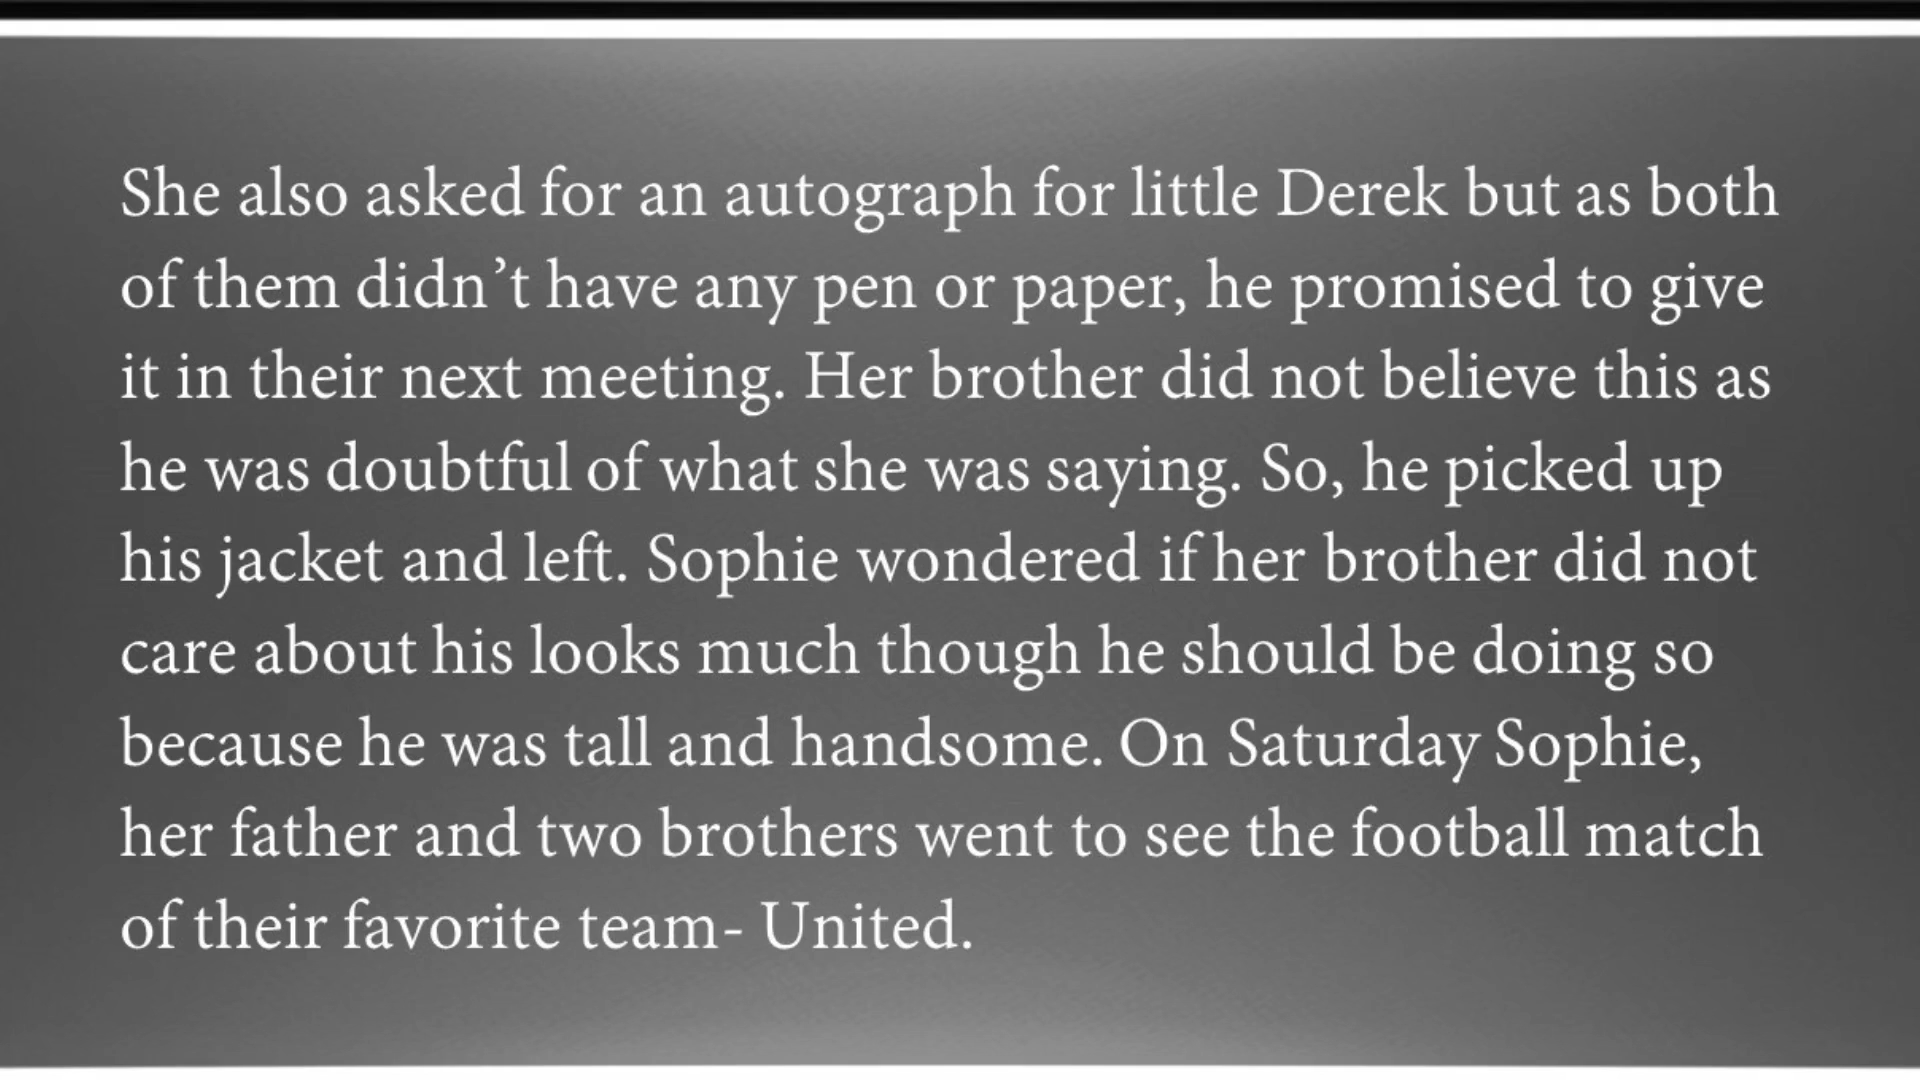 She also asked for an autograph for little Derek but as both
of them didn’t have any pen or paper, he promised to give
it in their next meeting. Her brother did not believe this as
he was doubtful of what she was saying. So, he picked up
his jacket and left. Sophie wondered if her brother did not
care about his looks much though he should be doing so
because he was tall and handsome. On Saturday Sophie,
her father and two brothers went to see the football match
of their favorite team- United.